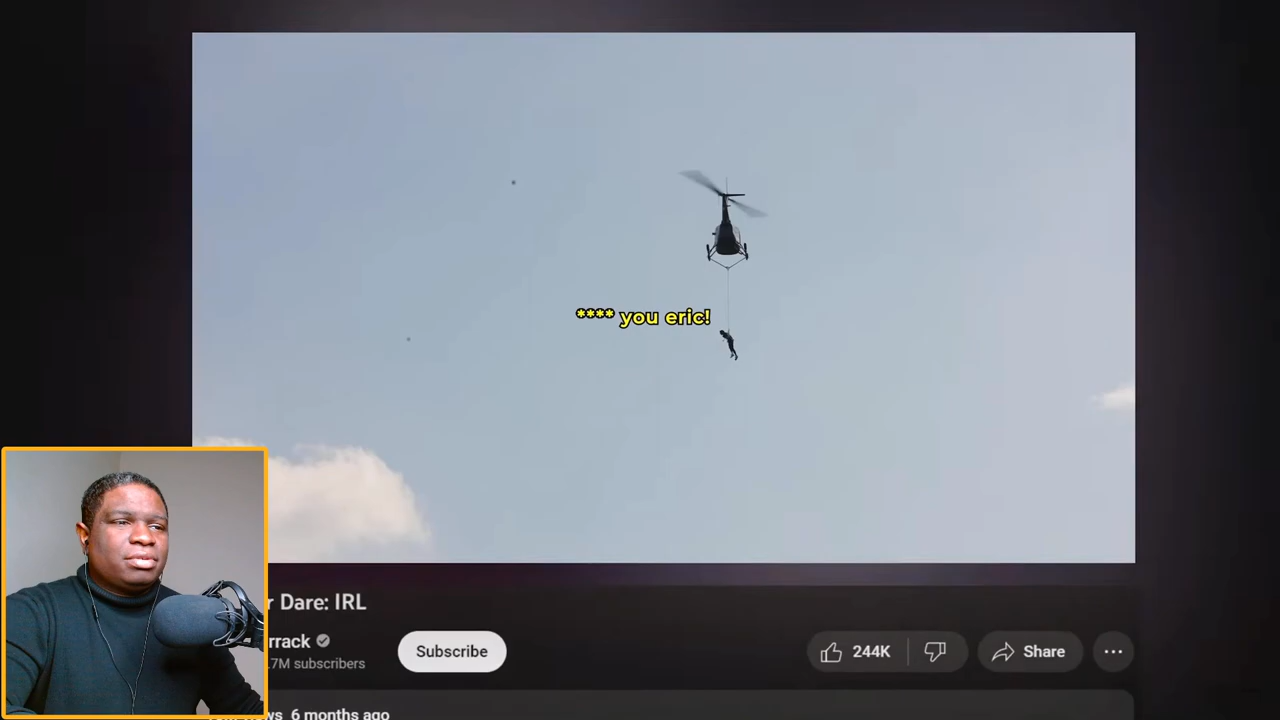 **** you eric!
r Dare: IRL
rrack
Subscribe
244K
Share
.7M subscribers
6 months ago